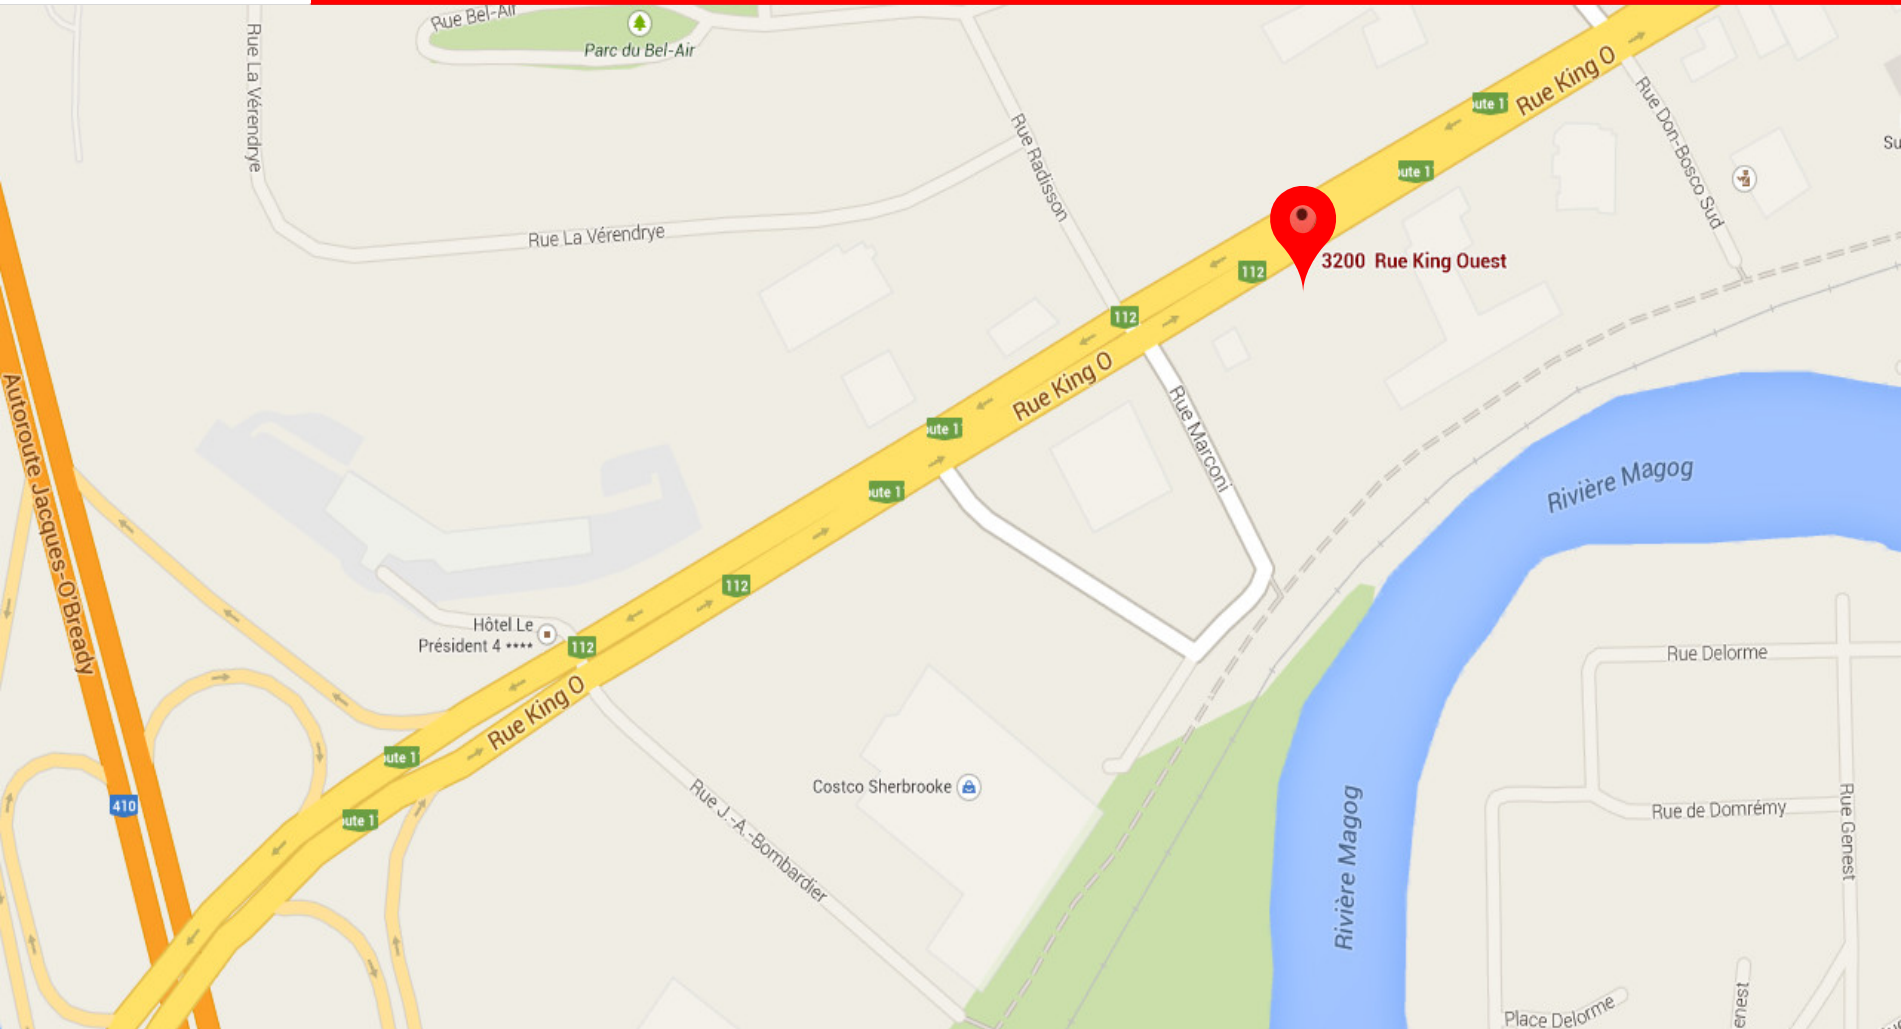 Rue Bel-Air
Parc du Bel-Air
Rue La Vérendrye
Rue King O
Rue Don-Bosco Sud
Rue Radisson
Rue La Vérendrye
3200 Rue King Ouest
112
112
Rue King O
Rue Marconi
Autoroute Jacques-O'Bready
Rivière Magog
112
Hôtel Le
Président 4 ****
112
Rue King O
Rue Delorme
410
Costco Sherbrooke
Rue J.-A.-Bombardier
Rue de Domrémy
Rue Genest
Rivière Magog
Place Delorme